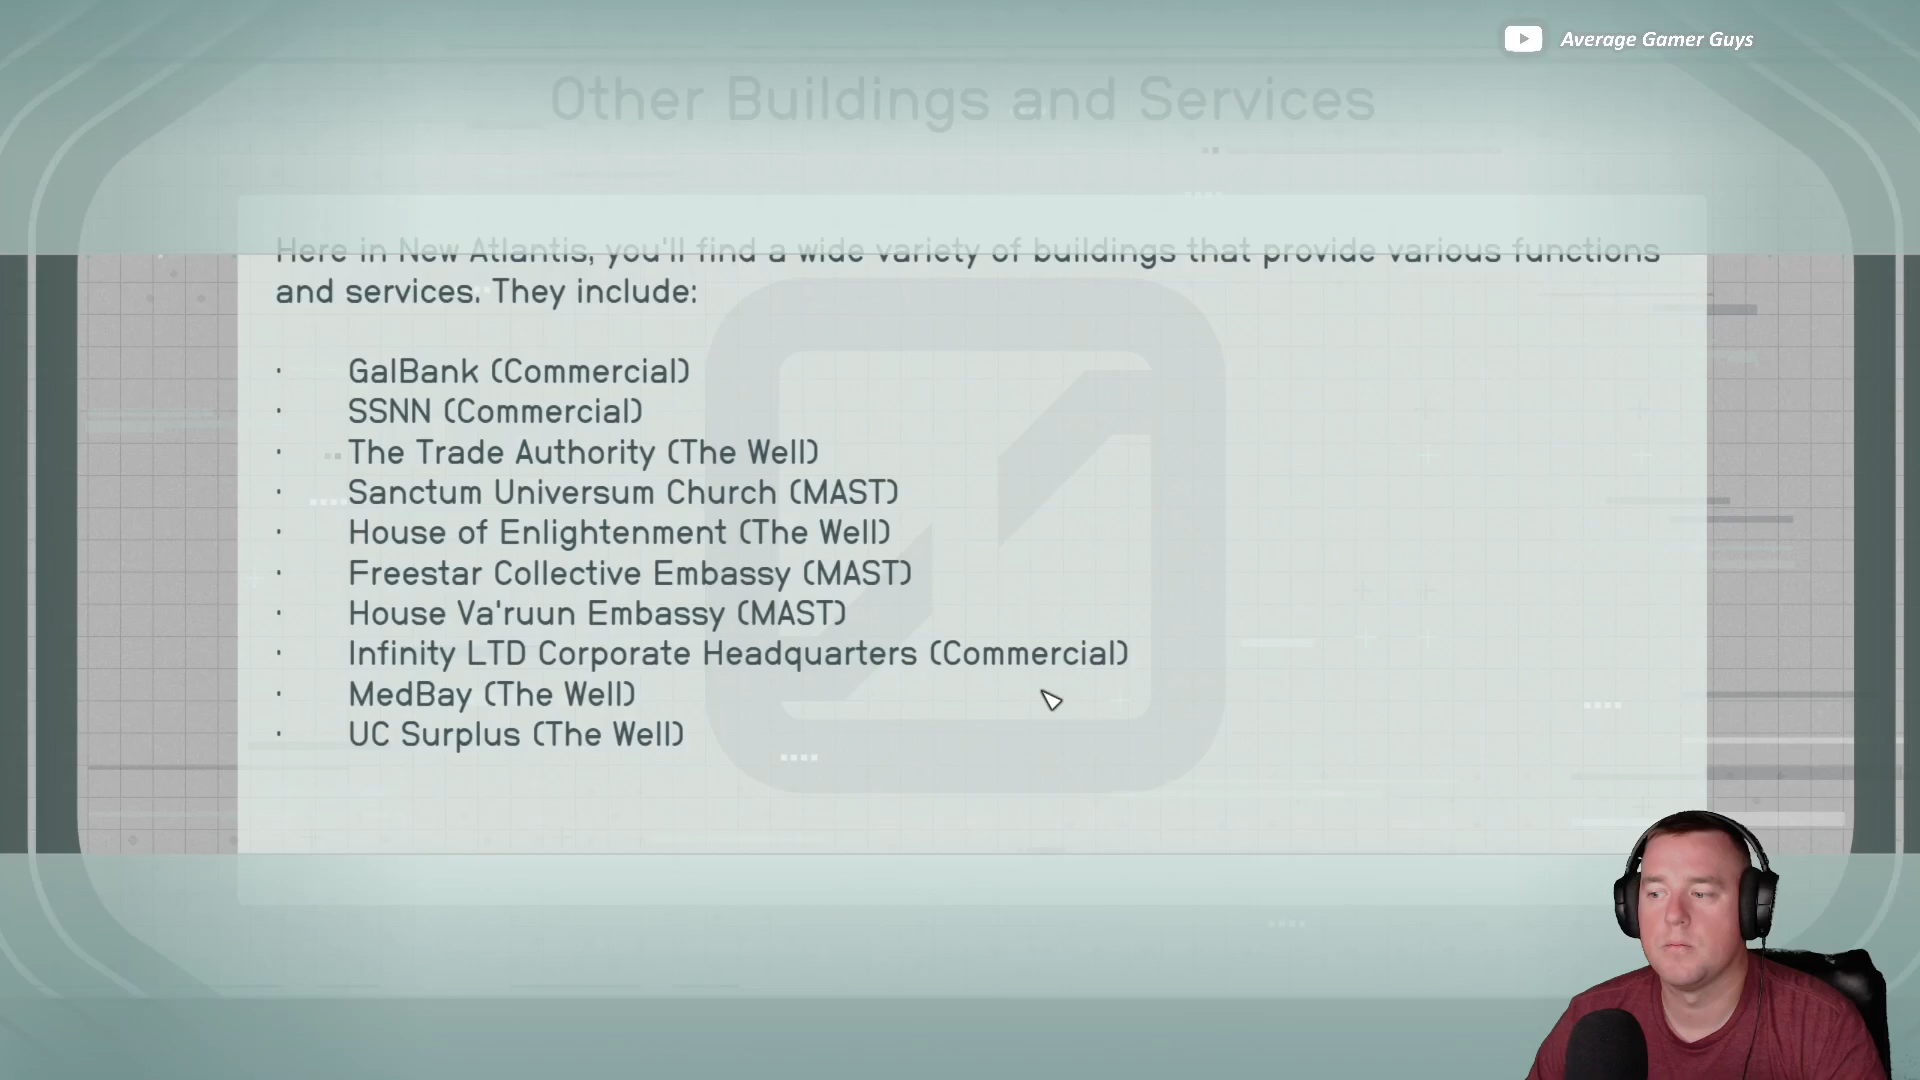 Average Gamer Guys
Other Buildings and Services
Here in New Atlantis, you'll find a wide variety of buildings that provide various functions
and services. They include:
· GalBank (Commercial)
· SSNN (Commercial)
· The Trade Authority (The Well)
· Sanctum Universum Church (MAST)
· House of Enlightenment (The Well)
· Freestar Collective Embassy (MAST)
· House Va'ruun Embassy (MAST)
· Infinity LTD Corporate Headquarters (Commercial)
· MedBay (The Well)
· UC Surplus (The Well)